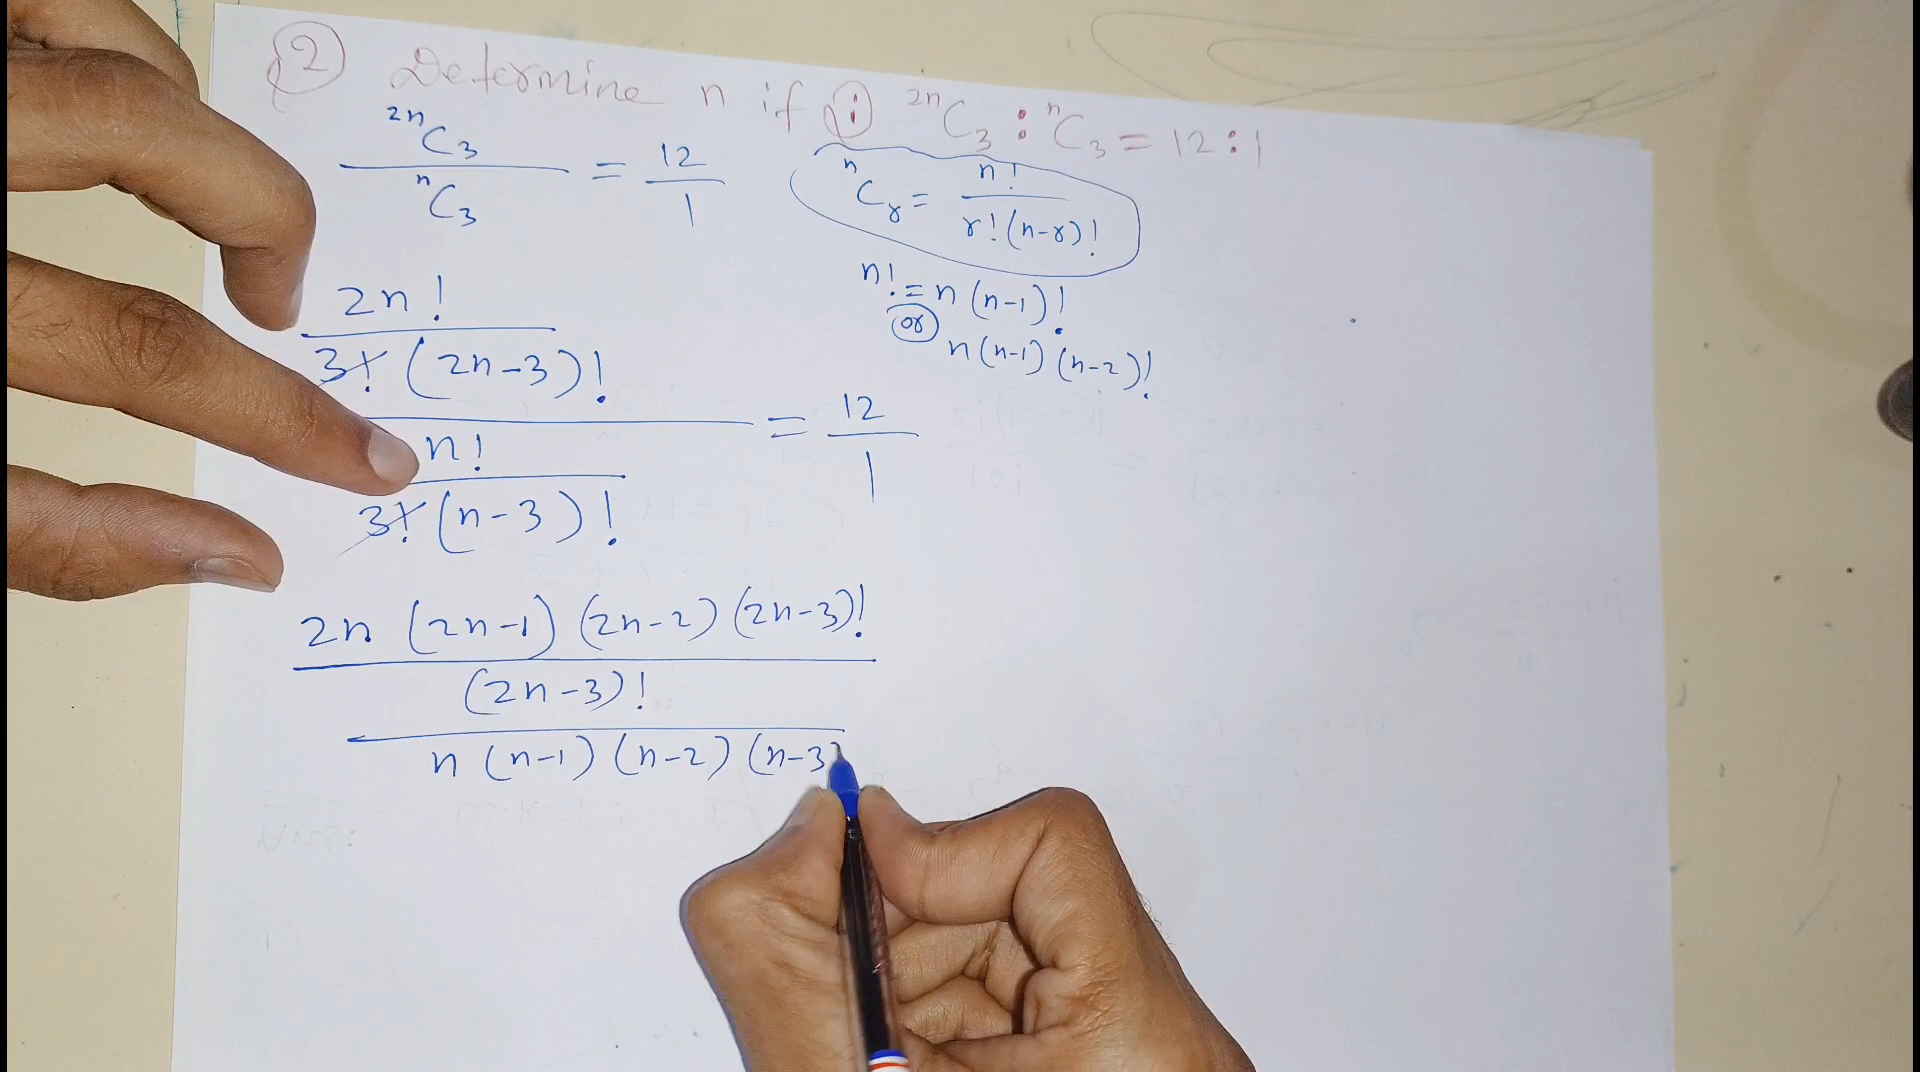 ② Determine n if ⓘ ²ⁿC₃ : ⁿC₃ = 12 : 1
²ⁿC₃ / ⁿC₃ = 12 / 1
ⁿCr = n! / r!(n-r)!
n! = n(n-1)!
or
n(n-1)(n-2)!
2n!
3!(2n-3)!
n!
3!(n-3)!
= 12 / 1
2n (2n-1) (2n-2) (2n-3)!
(2n-3)!
n (n-1) (n-2) (n-3)